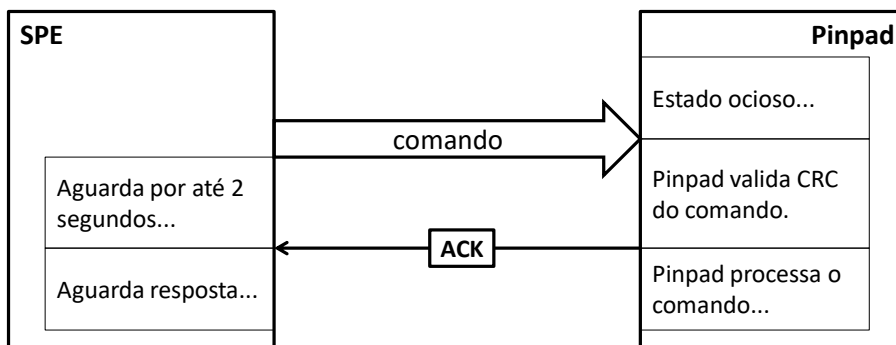 SPE
Pinpad
Estado ocioso...
comando
Aguarda por até 2
segundos...
Pinpad valida CRC
do comando.
ACK
Aguarda resposta...
Pinpad processa o
comando...